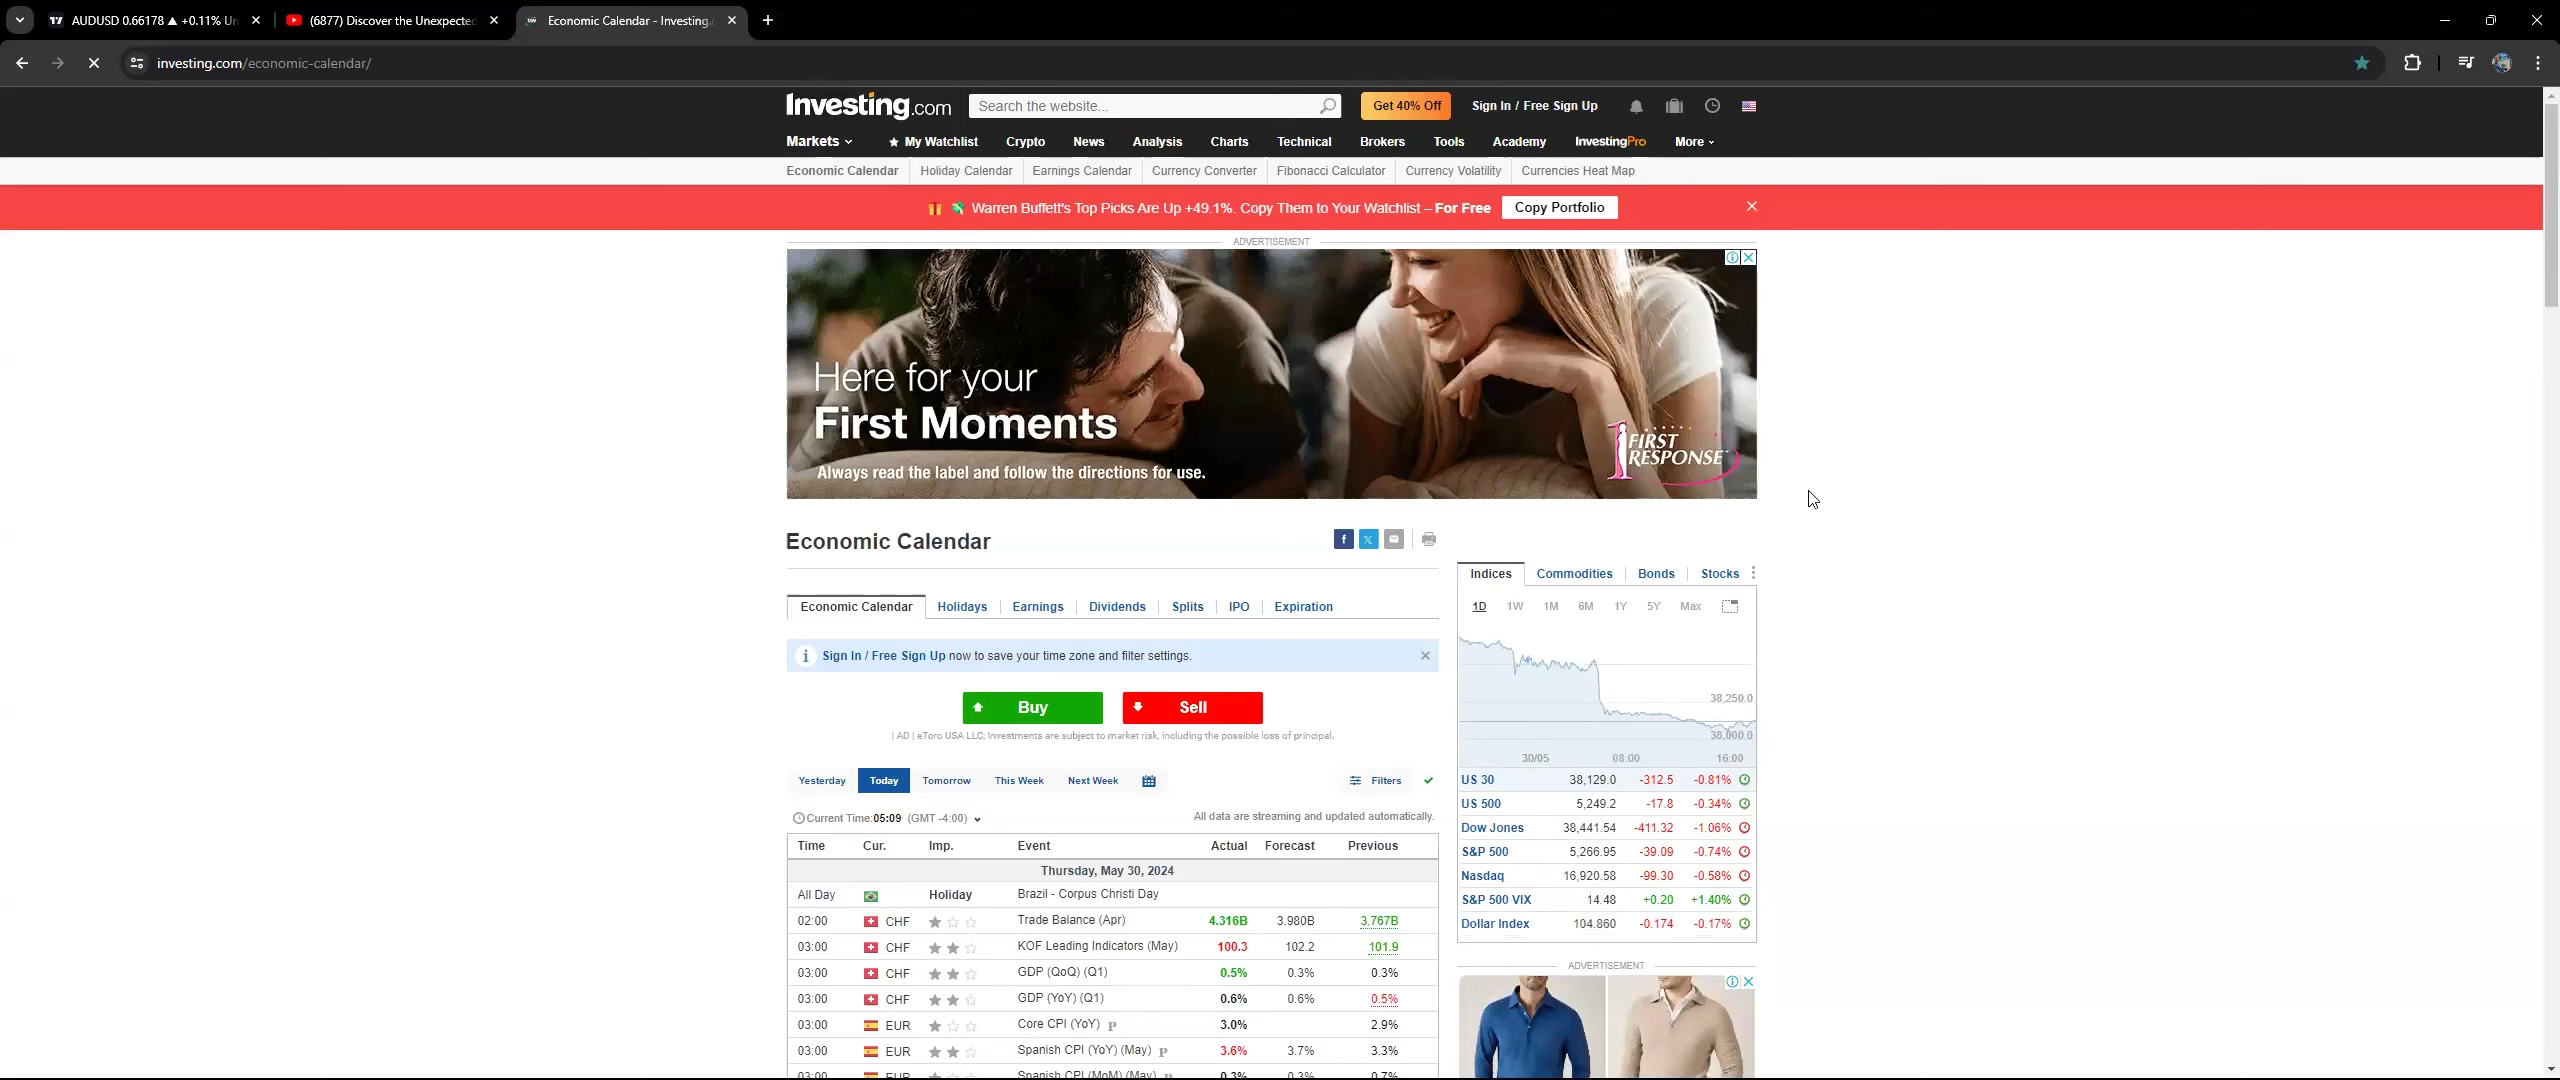 AUDUSD 0.66178 ▲ +0.11% Un
(6877) Discover the Unexpected
Economic Calendar - Investing.
investing.com/economic-calendar/
Investing.com
Search the website...
Get 40% Off
Sign In / Free Sign Up
Markets
My Watchlist
Crypto
News
Analysis
Charts
Technical
Brokers
Tools
Academy
InvestingPro
More
Economic Calendar
Holiday Calendar
Earnings Calendar
Currency Converter
Fibonacci Calculator
Currency Volatility
Currencies Heat Map
Warren Buffett's Top Picks Are Up +49.1%. Copy Them to Your Watchlist – For Free
Copy Portfolio
ADVERTISEMENT
Here for your
First Moments
Always read the label and follow the directions for use.
FIRST
RESPONSE
Economic Calendar
Economic Calendar
Holidays
Earnings
Dividends
Splits
IPO
Expiration
Sign In / Free Sign Up now to save your time zone and filter settings.
Buy
Sell
| AD | eToro USA LLC; Investments are subject to market risk, including the possible loss of principal.
Yesterday
Today
Tomorrow
This Week
Next Week
Filters
Current Time:05:09 (GMT -4:00)
All data are streaming and updated automatically.
Time Cur. Imp. Event Actual Forecast Previous
Thursday, May 30, 2024
All Day Holiday Brazil - Corpus Christi Day
02:00 CHF Trade Balance (Apr) 4.316B 3.980B 3.767B
03:00 CHF KOF Leading Indicators (May) 100.3 102.2 101.9
03:00 CHF GDP (QoQ) (Q1) 0.5% 0.3% 0.3%
03:00 CHF GDP (YoY) (Q1) 0.6% 0.6% 0.5%
03:00 EUR Core CPI (YoY) P 3.0% 2.9%
03:00 EUR Spanish CPI (YoY) (May) P 3.6% 3.7% 3.3%
03:00 EUR Spanish CPI (MoM) (May) 0.3% 0.3% 0.7%
Indices
Commodities
Bonds
Stocks
1D 1W 1M 6M 1Y 5Y Max
38,250.0
38,000.0
30/05 08:00 16:00
US 30 38,129.0 -312.5 -0.81%
US 500 5,249.2 -17.8 -0.34%
Dow Jones 38,441.54 -411.32 -1.06%
S&P 500 5,266.95 -39.09 -0.74%
Nasdaq 16,920.58 -99.30 -0.58%
S&P 500 VIX 14.48 +0.20 +1.40%
Dollar Index 104.860 -0.174 -0.17%
ADVERTISEMENT